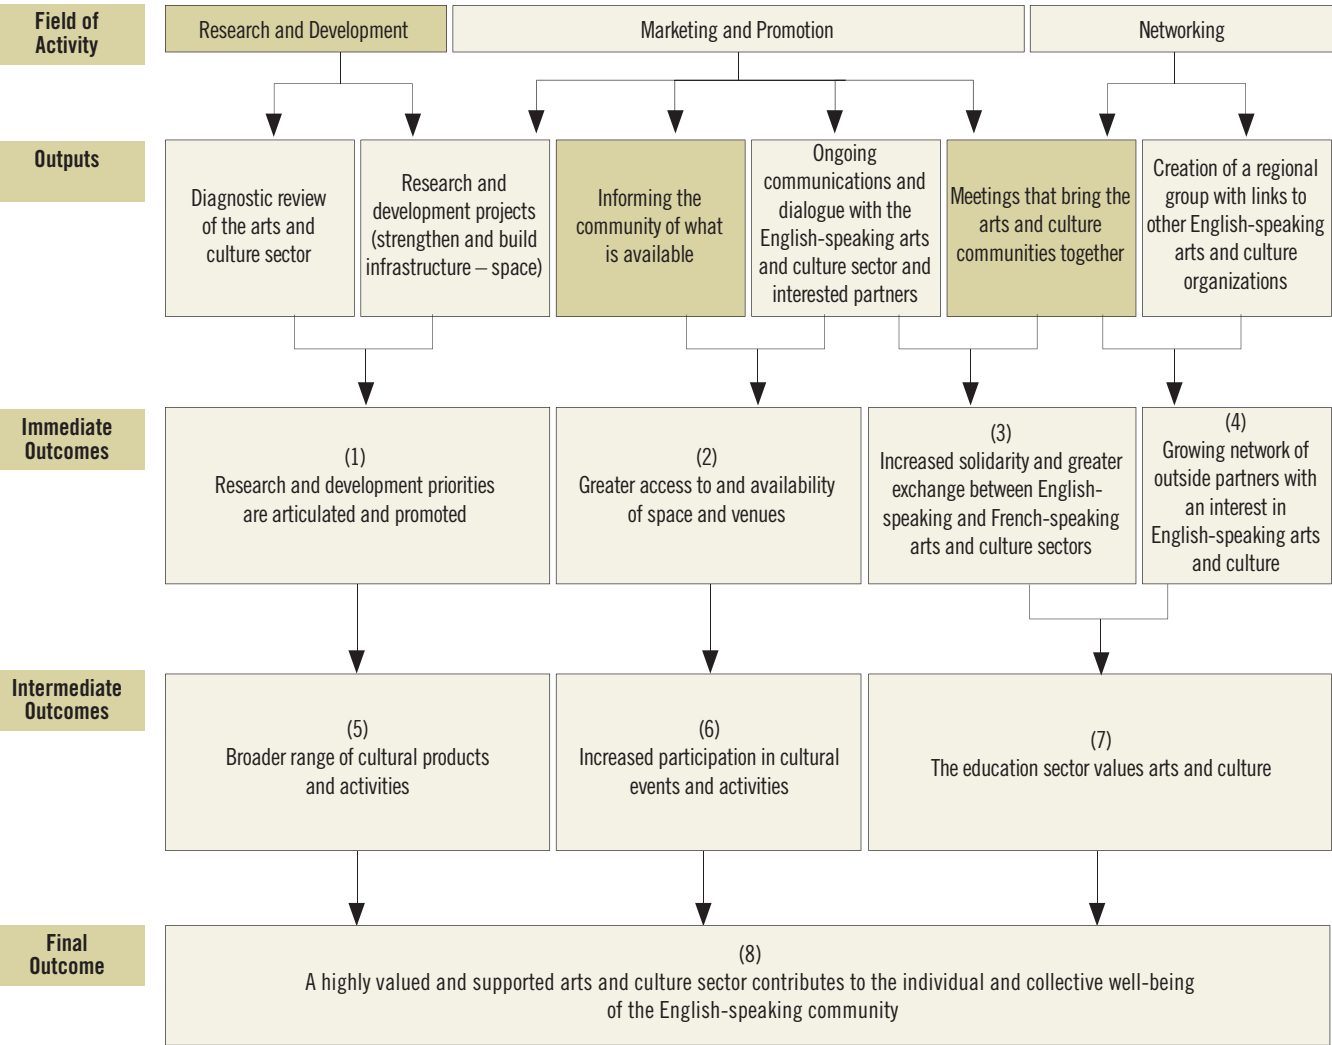 Field of
Activity
Research and Development
Marketing and Promotion
Networking
Outputs
Diagnostic review
of the arts and
culture sector
Research and
development projects
(strengthen and build
infrastructure – space)
Informing the
community of what
is available
Ongoing
communications and
dialogue with the
English-speaking arts
and culture sector and
interested partners
Meetings that bring the
arts and culture
communities together
Creation of a regional
group with links to
other English-speaking
arts and culture
organizations
Immediate
Outcomes
(1)
Research and development priorities
are articulated and promoted
(2)
Greater access to and availability
of space and venues
(3)
Increased solidarity and greater
exchange between English-
speaking and French-speaking
arts and culture sectors
(4)
Growing network of
outside partners with
an interest in
English-speaking arts
and culture
Intermediate
Outcomes
(5)
Broader range of cultural products
and activities
(6)
Increased participation in cultural
events and activities
(7)
The education sector values arts and culture
Final
Outcome
(8)
A highly valued and supported arts and culture sector contributes to the individual and collective well-being
of the English-speaking community